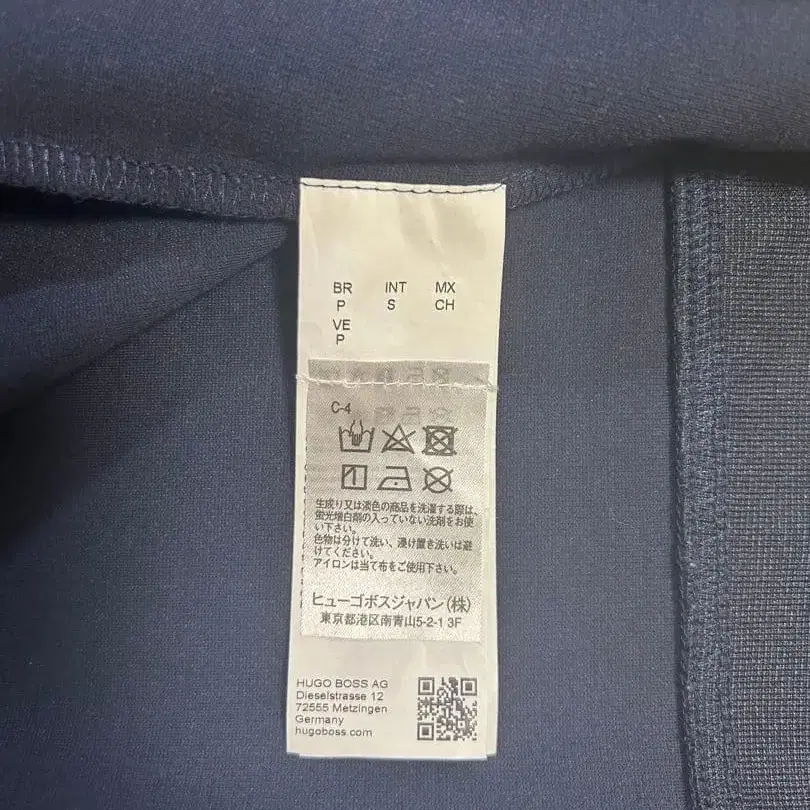 BR INT MX
P S CH
VE
P
C-4
生成り又は淡色の商品を洗濯する際は、
蛍光増白剤の入っていない洗剤をお使
い下さい。
色物は分けて洗い、浸け置き洗いは避
けてください。
アイロンは当て布をご使用下さい。
ヒューゴボスジャパン(株)
東京都港区南青山5-2-1 3F
HUGO BOSS AG
Dieselstrasse 12
72555 Metzingen
Germany
hugoboss.com